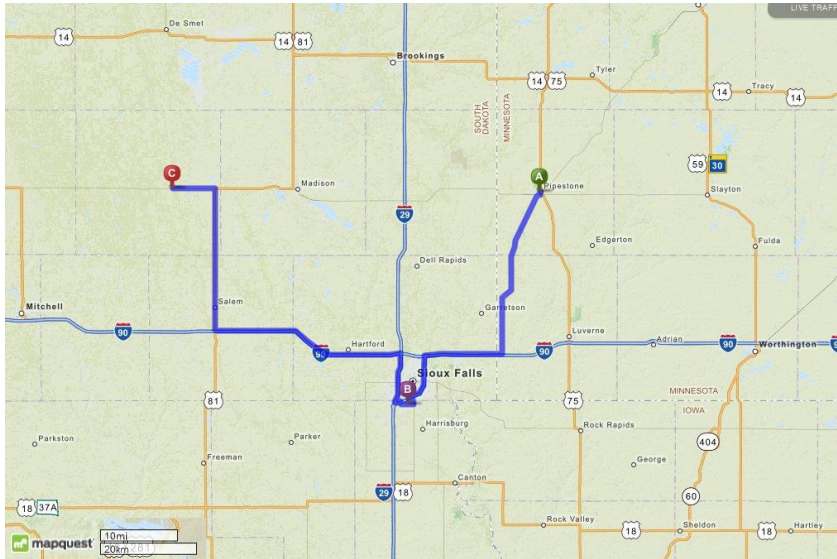 LIVE TRAFF
De Smet
14
14 81
Brookings
Tyler
14 75
Tracy
14
14
SOUTH DAKOTA
MINNESOTA
59 30
C
A
Madison
Pipestone
Slayton
29
Edgerton
Fulda
Dell Rapids
Mitchell
Salem
Garretson
90
Hartford
90
Luverne
Adrian
90
90
Worthington
Sioux Falls
B
81
75
MINNESOTA
IOWA
Harrisburg
Rock Rapids
Parkston
Parker
404
Freeman
George
Canton
29 18
60
18 37A
10mi
20km
281
Rock Valley
18
Sheldon
18
Hartley
mapquest